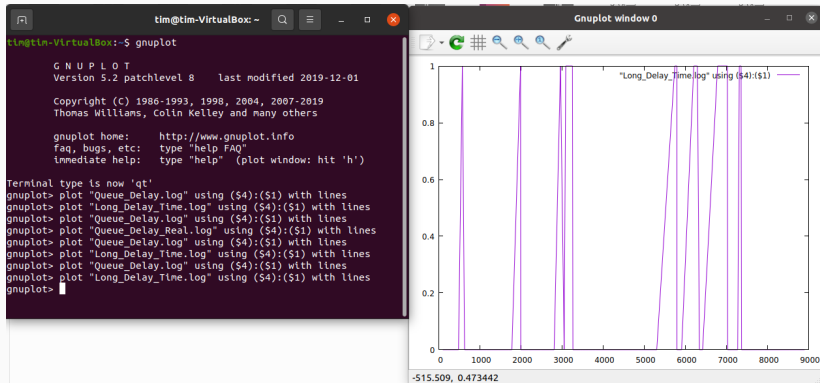 tim@tim-VirtualBox: ~
tim@tim-VirtualBox:~$ gnuplot
G N U P L O T
Version 5.2 patchlevel 8    last modified 2019-12-01
Copyright (C) 1986-1993, 1998, 2004, 2007-2019
Thomas Williams, Colin Kelley and many others
gnuplot home:     http://www.gnuplot.info
faq, bugs, etc:   type "help FAQ"
immediate help:   type "help"  (plot window: hit 'h')
Terminal type is now 'qt'
gnuplot> plot "Queue_Delay.log" using ($4):($1) with lines
gnuplot> plot "Long_Delay_Time.log" using ($4):($1) with lines
gnuplot> plot "Queue_Delay.log" using ($4):($1) with lines
gnuplot> plot "Queue_Delay_Real.log" using ($4):($1) with lines
gnuplot> plot "Queue_Delay.log" using ($4):($1) with lines
gnuplot> plot "Long_Delay_Time.log" using ($4):($1) with lines
gnuplot> plot "Queue_Delay.log" using ($4):($1) with lines
gnuplot> plot "Long_Delay_Time.log" using ($4):($1) with lines
gnuplot>
Gnuplot window 0
"Long_Delay_Time.log" using ($4):($1)
1
0.8
0.6
0.4
0.2
0
0 1000 2000 3000 4000 5000 6000 7000 8000 9000
-515.509, 0.473442